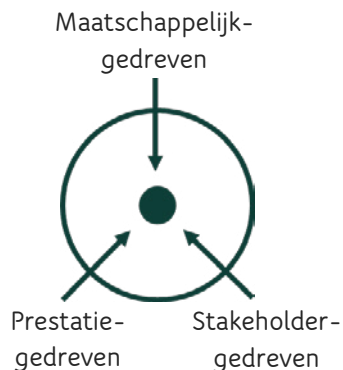 Maatschappelijk-
gedreven
Prestatie-
gedreven
Stakeholder-
gedreven